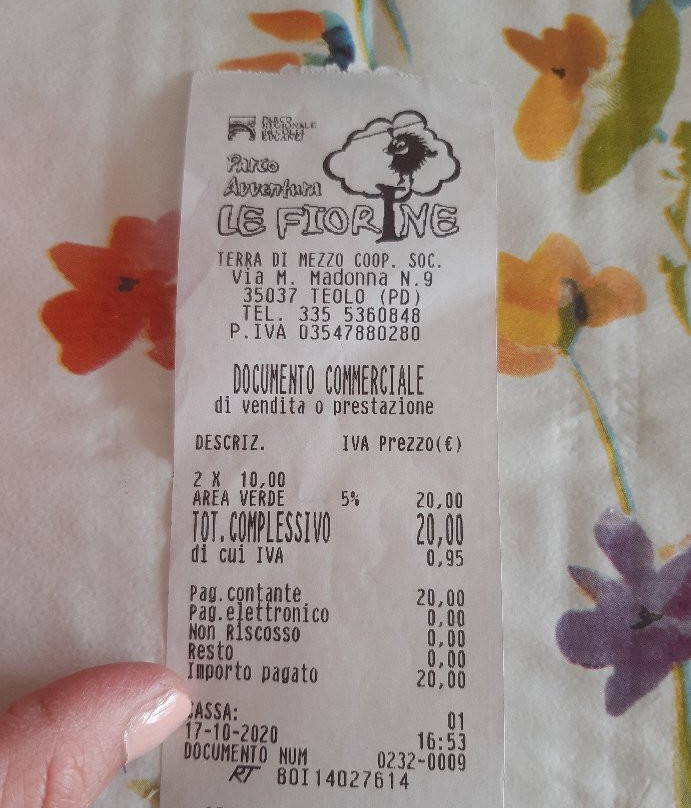 PARCO
REGIONALE
DEI COLLI
EUGANEI
Parco
Avventura
LE FIORINE
TERRA DI MEZZO COOP. SOC.
Via M. Madonna N.9
35037 TEOLO (PD)
TEL. 335 5360848
P.IVA 03547880280
DOCUMENTO COMMERCIALE
di vendita o prestazione
DESCRIZ. IVA Prezzo(€)
2 X 10,00
AREA VERDE 5% 20,00
TOT.COMPLESSIVO 20,00
di cui IVA 0,95
Pag.contante 20,00
Pag.elettronico 0,00
Non Riscosso 0,00
Resto 0,00
Importo pagato 20,00
CASSA: 01
17-10-2020 16:53
DOCUMENTO NUM 0232-0009
RT 80I14027614